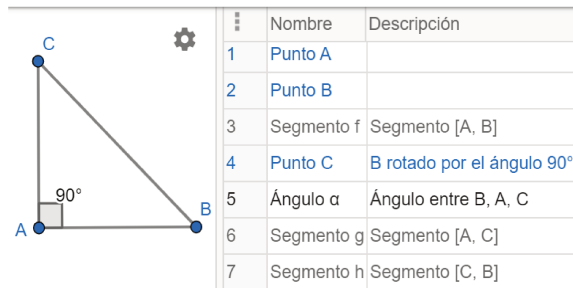 C
90°
A
B
Nombre Descripción
1 Punto A
2 Punto B
3 Segmento f Segmento [A, B]
4 Punto C B rotado por el ángulo 90°
5 Ángulo α Ángulo entre B, A, C
6 Segmento g Segmento [A, C]
7 Segmento h Segmento [C, B]